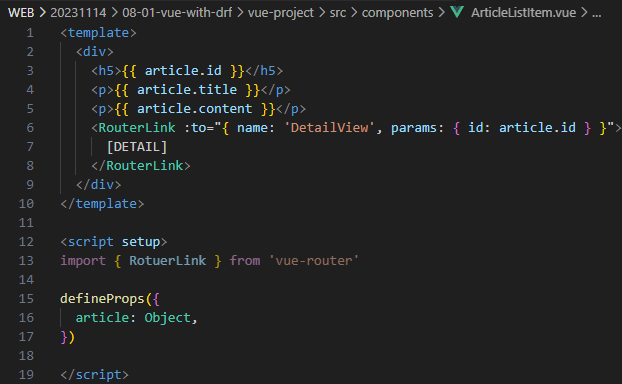 WEB > 20231114 > 08-01-vue-with-drf > vue-project > src > components > ArticleListItem.vue > ...
1 <template>
2 <div>
3 <h5>{{ article.id }}</h5>
4 <p>{{ article.title }}</p>
5 <p>{{ article.content }}</p>
6 <RouterLink :to="{ name: 'DetailView', params: { id: article.id } }">
7 [DETAIL]
8 </RouterLink>
9 </div>
10 </template>
11
12 <script setup>
13 import { RotuerLink } from 'vue-router'
14
15 defineProps({
16 article: Object,
17 })
18
19 </script>